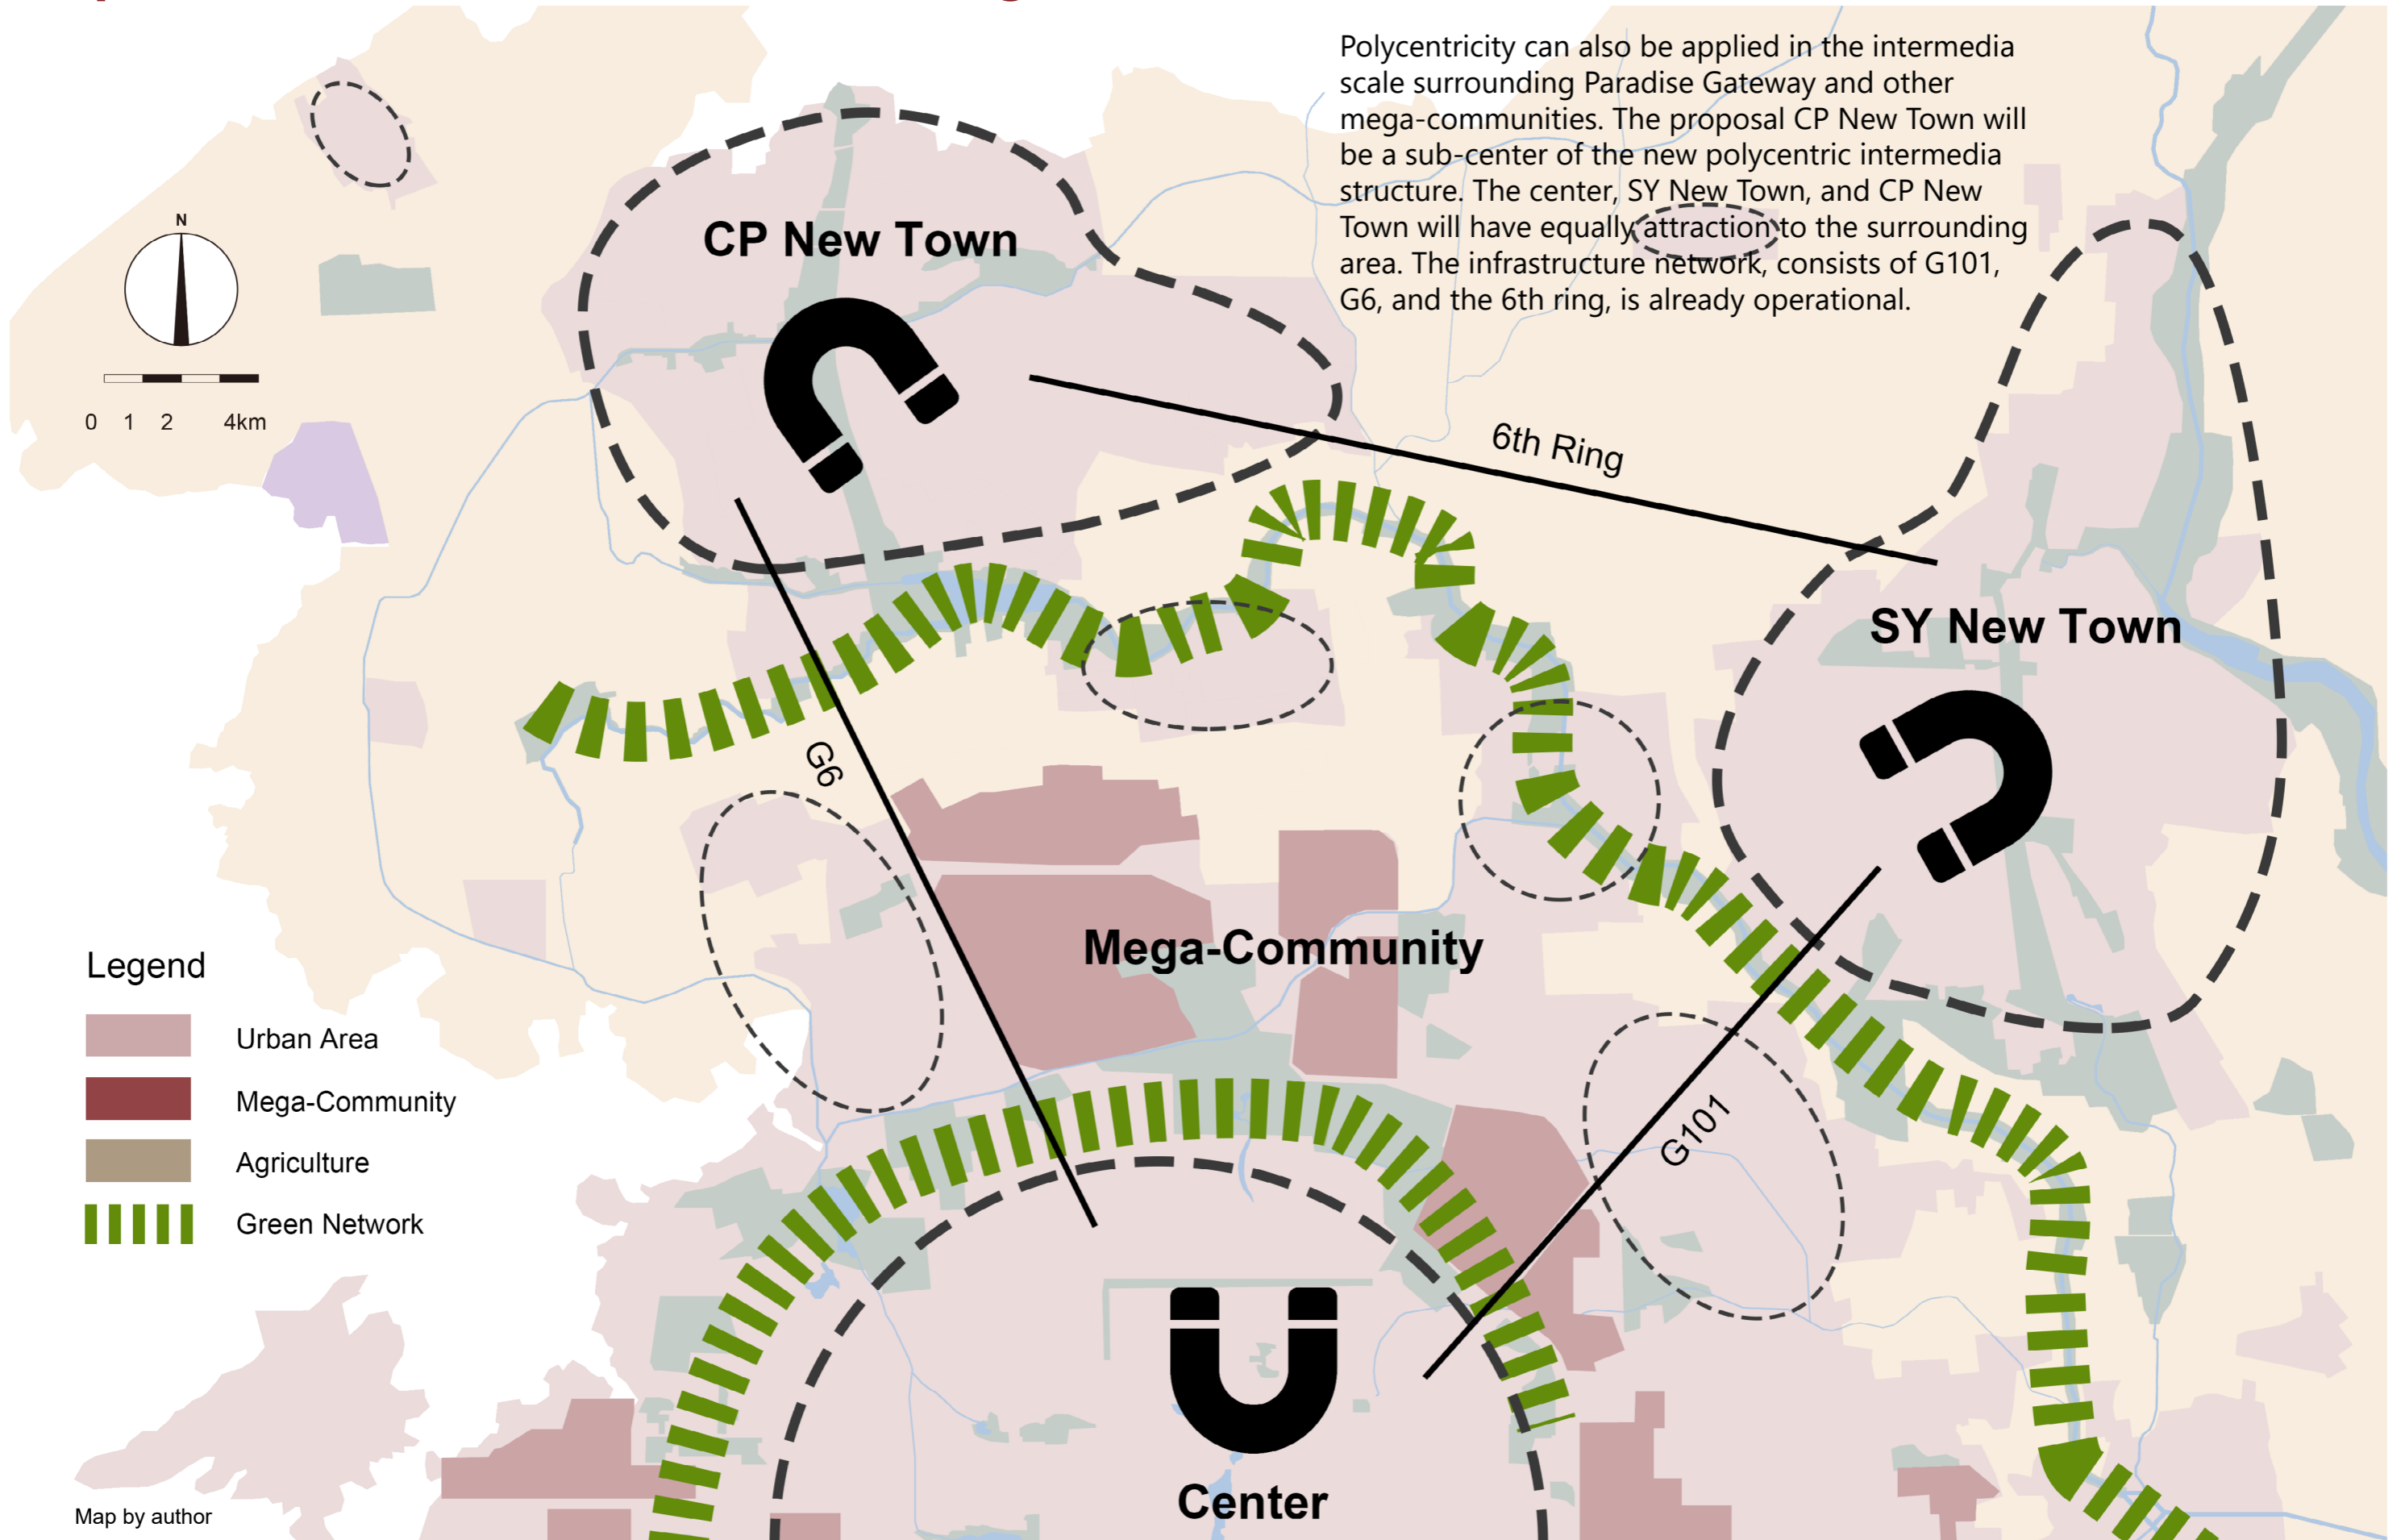 Polycentricity can also be applied in the intermedia
scale surrounding Paradise Gateway and other
mega-communities. The proposal CP New Town will
be a sub-center of the new polycentric intermedia
structure. The center, SY New Town, and CP New
Town will have equally attraction to the surrounding
area. The infrastructure network, consists of G101,
G6, and the 6th ring, is already operational.
N
CP New Town
0 1 2 4km
6th Ring
SY New Town
G6
Mega-Community
Legend
Urban Area
Mega-Community
Agriculture
Green Network
G101
Center
Map by author